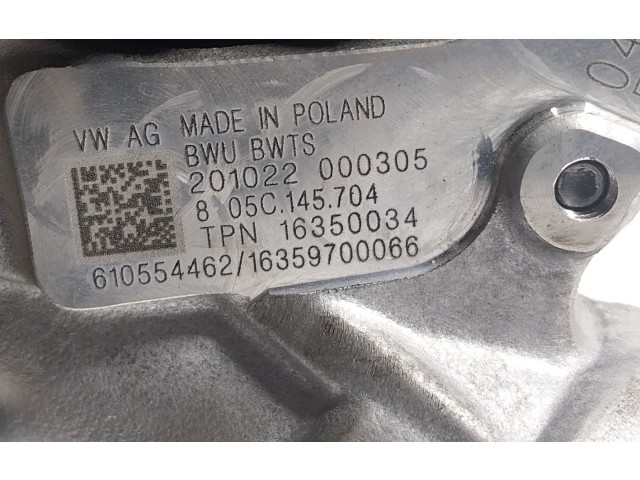 VW AG MADE IN POLAND
BWU BWTS
201022 000305
8 05C.145.704
TPN 16350034
610554462/16359700066